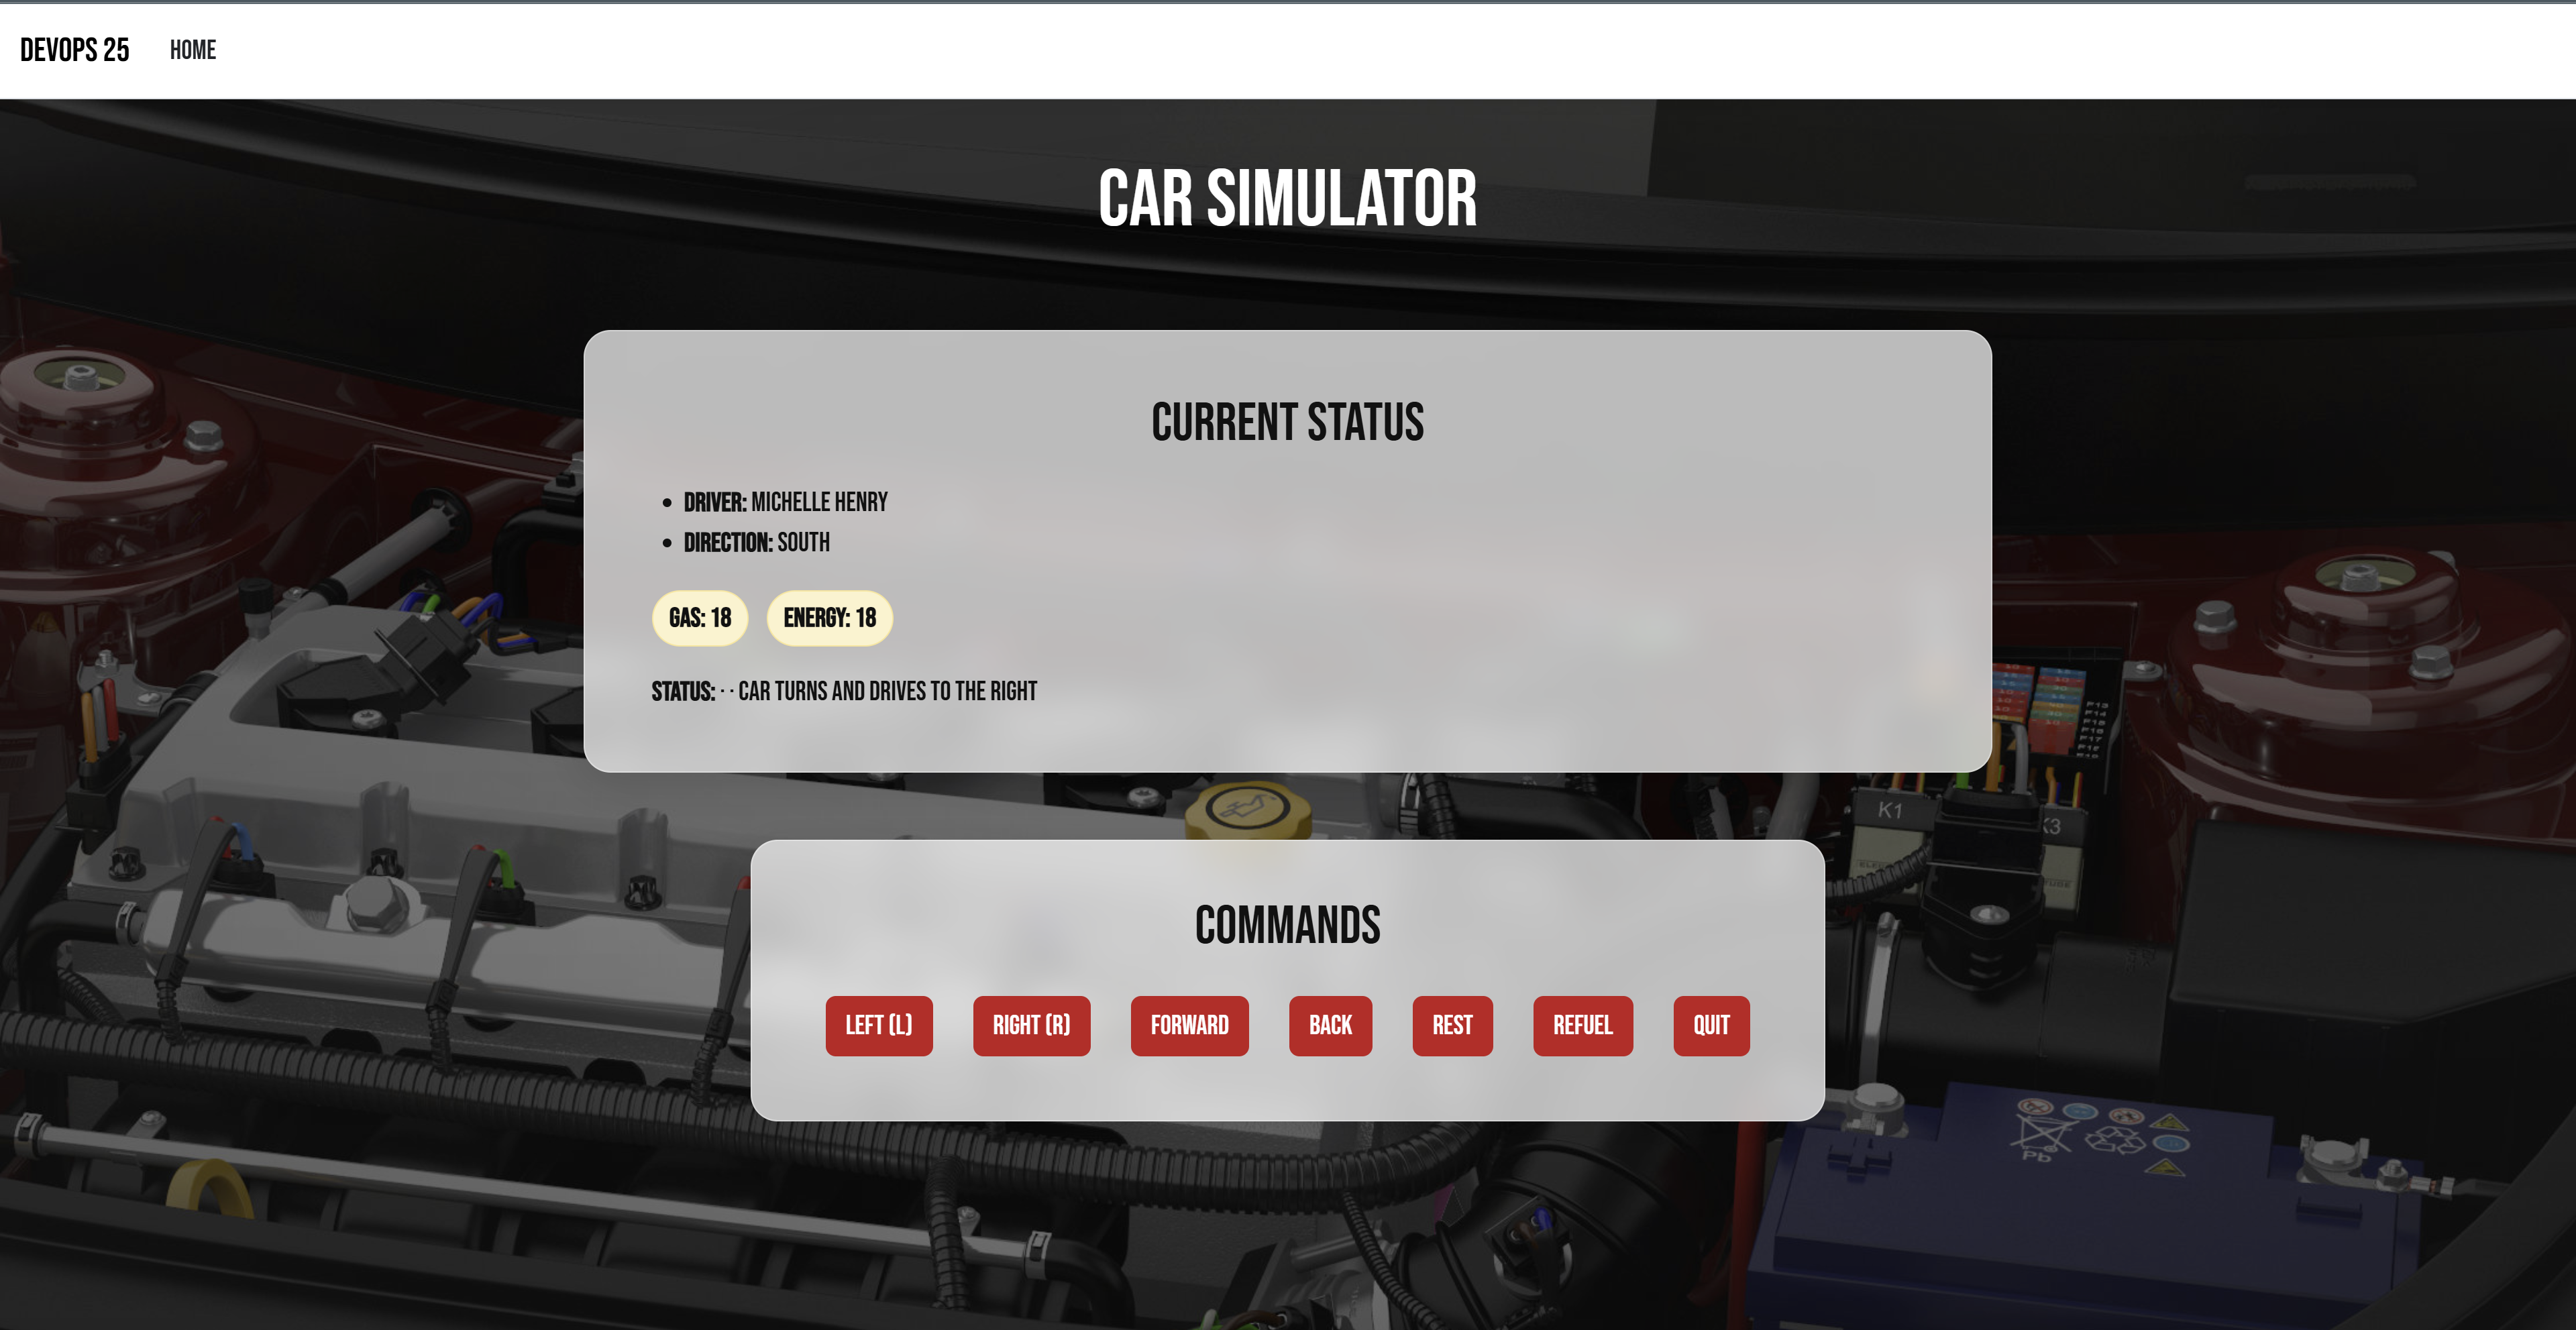 DEVOPS 25 HOME
CAR SIMULATOR
CURRENT STATUS
• DRIVER: MICHELLE HENRY
• DIRECTION: SOUTH
GAS: 18 ENERGY: 18
STATUS: · · CAR TURNS AND DRIVES TO THE RIGHT
K1
K3
COMMANDS
LEFT (L) RIGHT (R) FORWARD BACK REST REFUEL QUIT
Pb